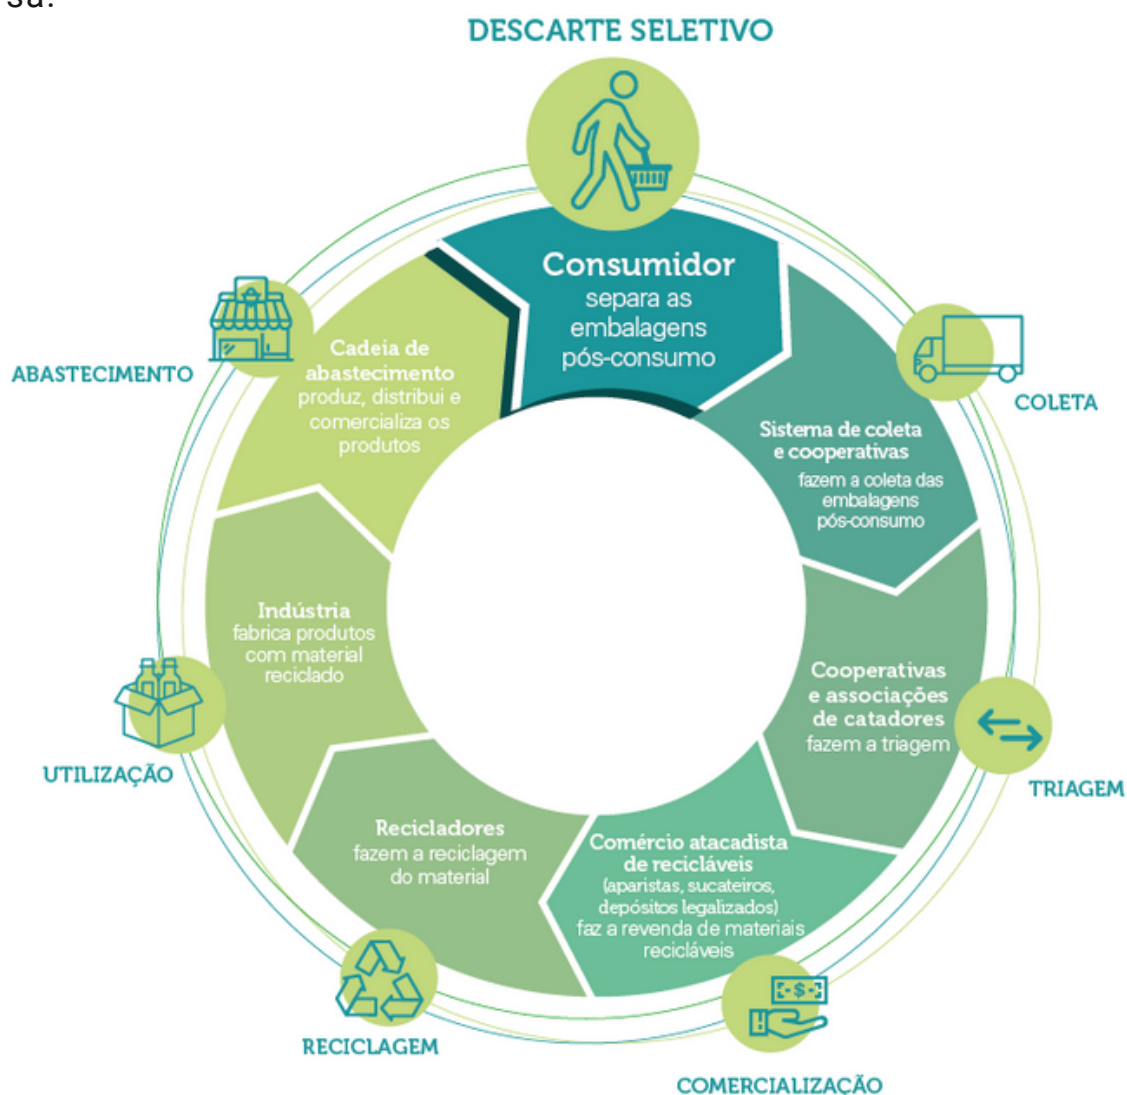 sa.
DESCARTE SELETIVO
Consumidor
separa as
embalagens
pós-consumo
COLETA
Sistema de coleta
e cooperativas
fazem a coleta das
embalagens
pós-consumo
TRIAGEM
Cooperativas
e associações
de catadores
fazem a triagem
COMERCIALIZAÇÃO
Comércio atacadista
de recicláveis
(aparistas, sucateiros,
depósitos legalizados)
faz a revenda de materiais
recicláveis
$
RECICLAGEM
Recicladores
fazem a reciclagem
do material
UTILIZAÇÃO
Indústria
fabrica produtos
com material
reciclado
ABASTECIMENTO
Cadeia de
abastecimento
produz, distribui e
comercializa os
produtos